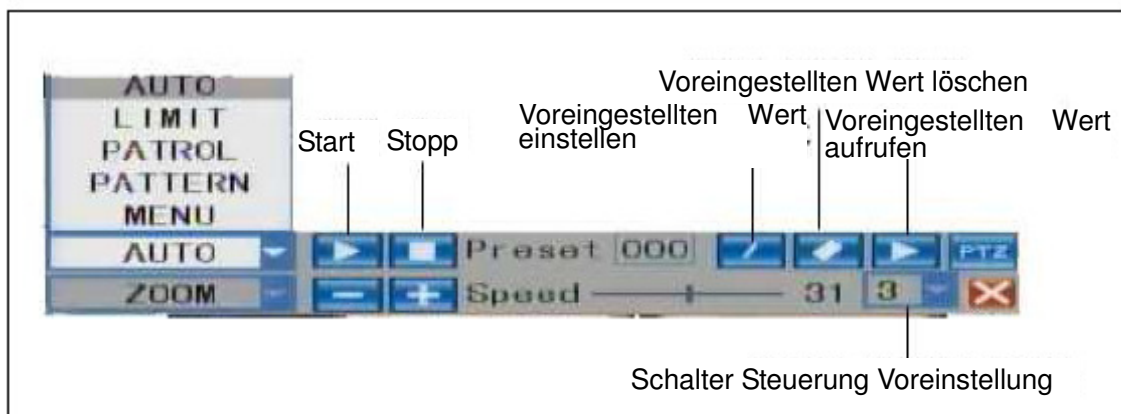 Voreingestellten Wert löschen
Voreingestellten Wert
einstellen
Voreingestellten Wert
aufrufen
Start Stopp
AUTO
LIMIT
PATROL
PATTERN
MENU
AUTO Preset 000 PTZ
ZOOM Speed 31 3
Schalter Steuerung Voreinstellung